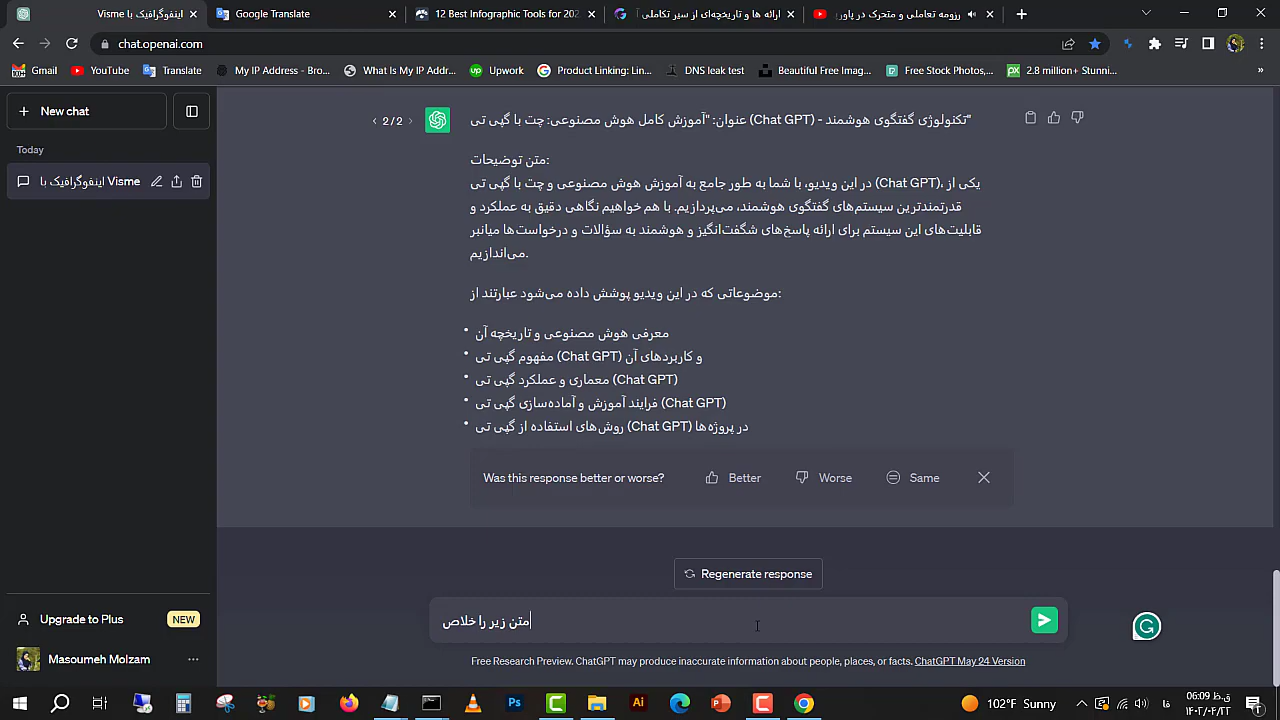 اینفوگرافیک با Visme
Google Translate
12 Best Infographic Tools for 202
ارائه ها و تاریخچه‌ای از سیر تکاملی آ
رزومه تعاملی و متحرک در پاور
chat.openai.com
Gmail
YouTube
Translate
My IP Address - Bro...
What Is My IP Addr...
Upwork
Product Linking: Lin...
DNS leak test
Beautiful Free Imag...
Free Stock Photos,...
2.8 million+ Stunni...
»
New chat
Today
اینفوگرافیک با Visme
2/2
عنوان: "آموزش کامل هوش مصنوعی: چت با گپی تی (Chat GPT) - تکنولوژی گفتگوی هوشمند"
متن توضیحات:
در این ویدیو، با شما به طور جامع به آموزش هوش مصنوعی و چت با گپی تی (Chat GPT)، یکی از
قدرتمندترین سیستم‌های گفتگوی هوشمند، می‌پردازیم. با هم خواهیم نگاهی دقیق به عملکرد و
قابلیت‌های این سیستم برای ارائه پاسخ‌های شگفت‌انگیز و هوشمند به سؤالات و درخواست‌ها میانبر
می‌اندازیم.
موضوعاتی که در این ویدیو پوشش داده می‌شود عبارتند از:
معرفی هوش مصنوعی و تاریخچه آن
مفهوم گپی تی (Chat GPT) و کاربردهای آن
معماری و عملکرد گپی تی (Chat GPT)
فرایند آموزش و آماده‌سازی گپی تی (Chat GPT)
روش‌های استفاده از گپی تی (Chat GPT) در پروژه‌ها
Was this response better or worse?
Better
Worse
Same
Regenerate response
متن زیر را خلاص
Free Research Preview. ChatGPT may produce inaccurate information about people, places, or facts. ChatGPT May 24 Version
Upgrade to Plus
NEW
Masoumeh Molzam
...
Ps
Ai
102°F Sunny
فا
06:09 ق.ظ
۱۴۰۲/۰۲/۲۲